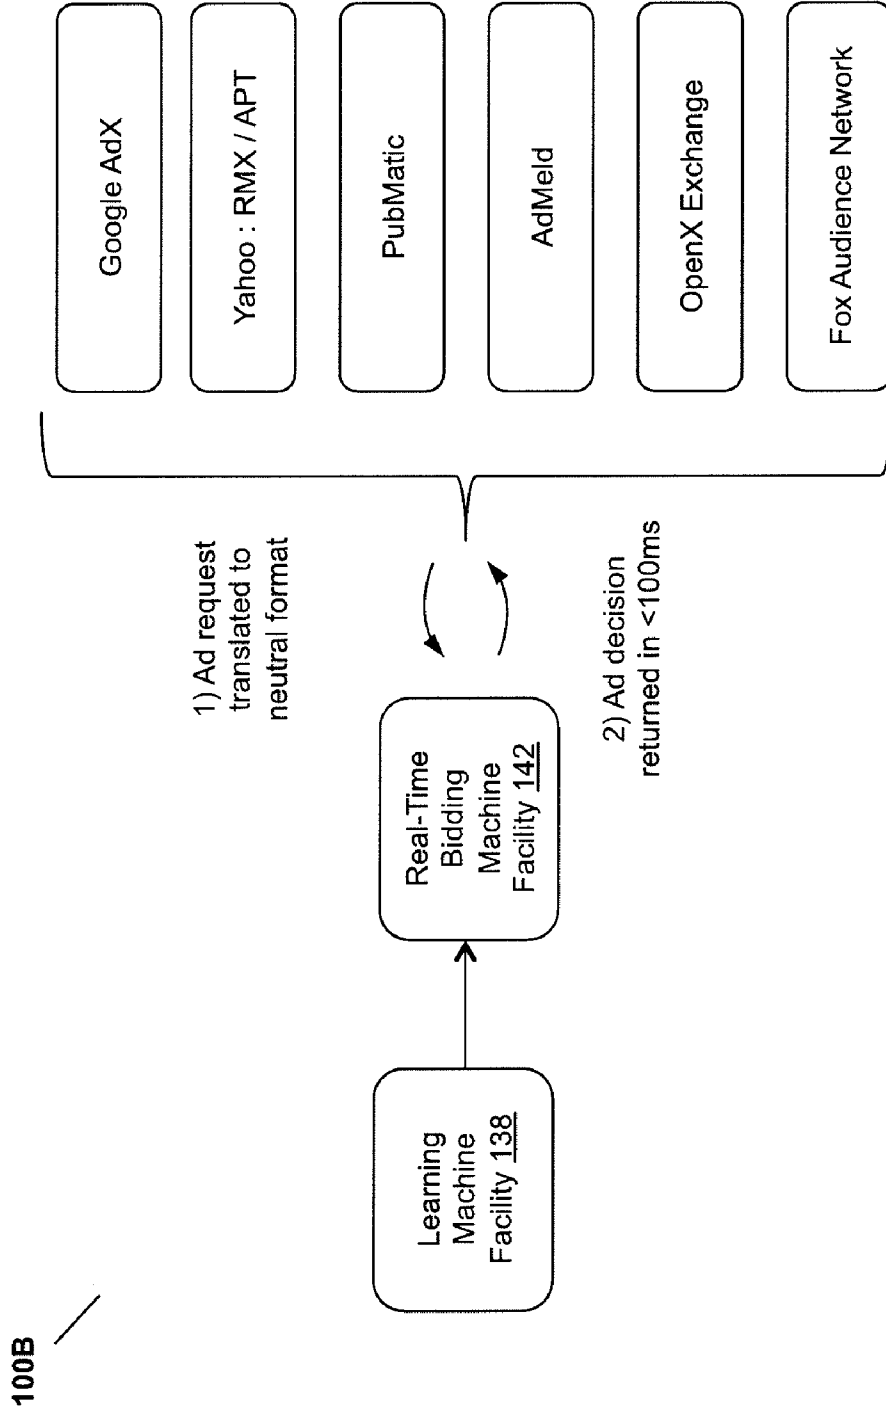 100B
Learning
Machine
Facility 138
Real-Time
Bidding
Machine
Facility 142
1) Ad request
translated to
neutral format
2) Ad decision
returned in <100ms
Google AdX
Yahoo : RMX / APT
PubMatic
AdMeld
OpenX Exchange
Fox Audience Network